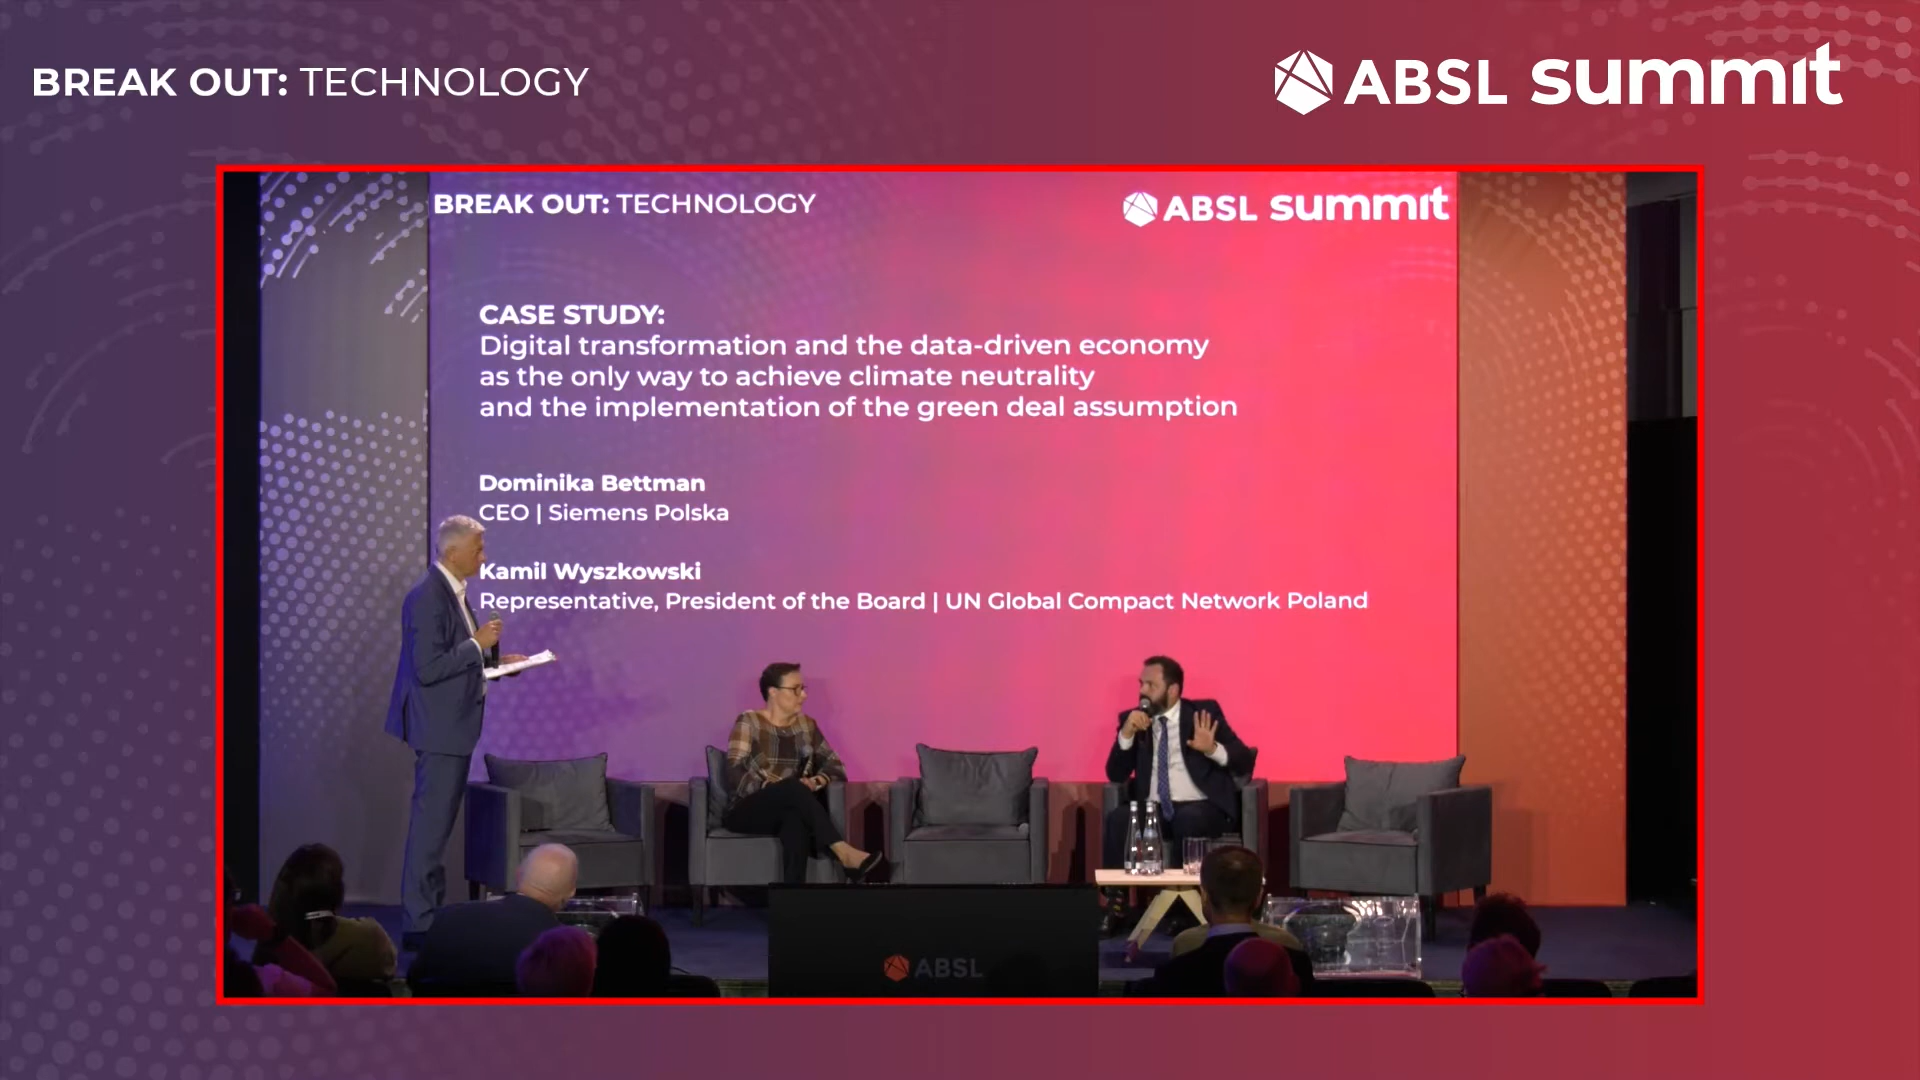 BREAK OUT: TECHNOLOGY
ABSL summit
BREAK OUT: TECHNOLOGY
ABSL summit
CASE STUDY:
Digital transformation and the data-driven economy
as the only way to achieve climate neutrality
and the implementation of the green deal assumption
Dominika Bettman
CEO | Siemens Polska
Kamil Wyszkowski
Representative, President of the Board | UN Global Compact Network Poland
ABSL